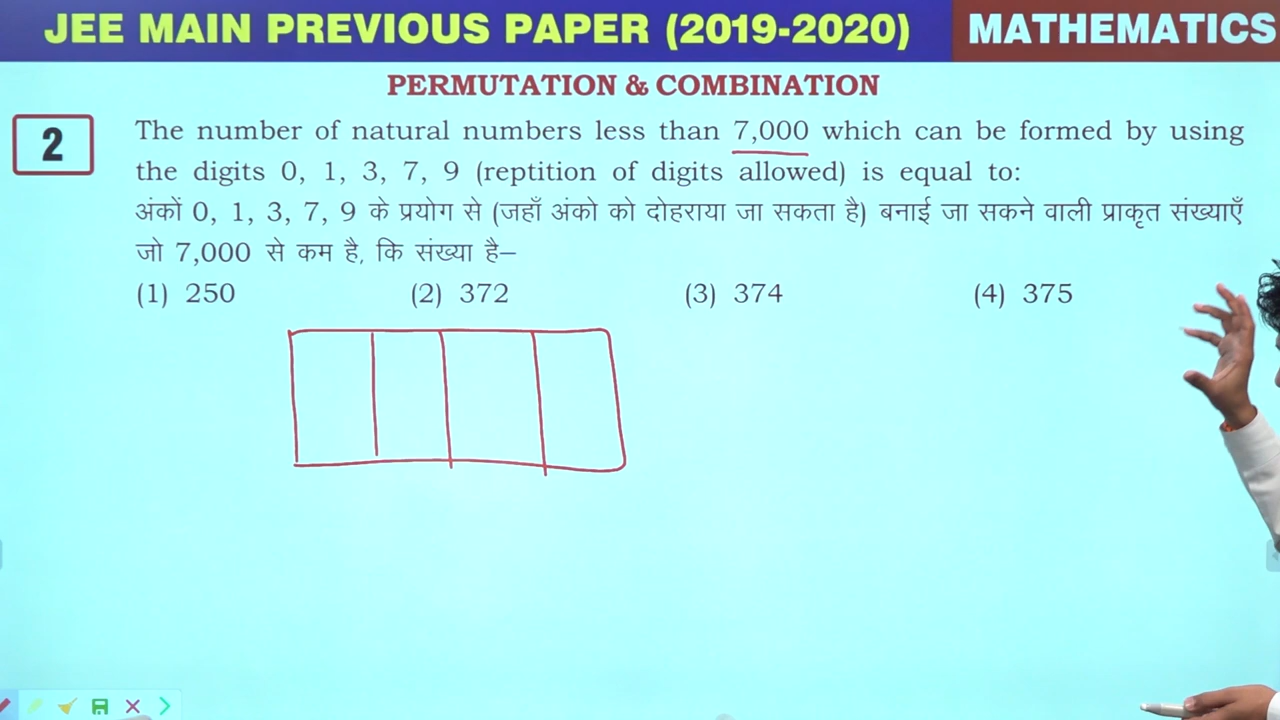 JEE MAIN PREVIOUS PAPER (2019-2020) MATHEMATICS
PERMUTATION & COMBINATION
2 The number of natural numbers less than 7,000 which can be formed by using
the digits 0, 1, 3, 7, 9 (reptition of digits allowed) is equal to:
अंकों 0, 1, 3, 7, 9 के प्रयोग से (जहाँ अंको को दोहराया जा सकता है) बनाई जा सकने वाली प्राकृत संख्याएँ
जो 7,000 से कम है, कि संख्या है–
(1) 250 (2) 372 (3) 374 (4) 375